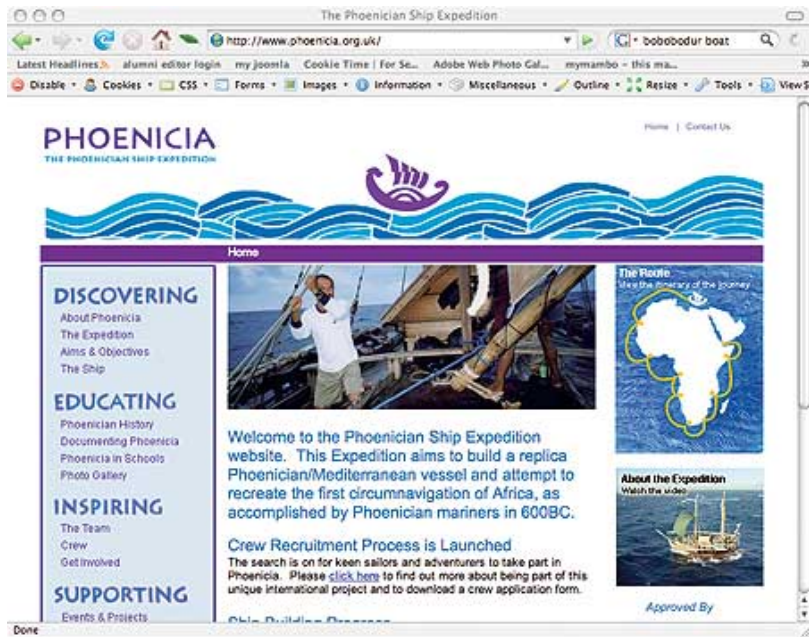 The Phoenician Ship Expedition
http://www.phoenicia.org.uk/
bobobodur boat
Latest Headlines alumni editor login my joomla Cookie Time | For Se... Adobe Web Photo Gal... mymambo - this ma...
Disable Cookies CSS Forms Images Information Miscellaneous Outline Resize Tools View S
Home | Contact Us
PHOENICIA
THE PHOENICIAN SHIP EXPEDITION
Home
DISCOVERING
About Phoenicia
The Expedition
Aims & Objectives
The Ship
EDUCATING
Phoenician History
Documenting Phoenicia
Phoenicia in Schools
Photo Gallery
INSPIRING
The Team
Crew
Get Involved
SUPPORTING
Events & Projects
Welcome to the Phoenician Ship Expedition
website. This Expedition aims to build a replica
Phoenician/Mediterranean vessel and attempt to
recreate the first circumnavigation of Africa, as
accomplished by Phoenician mariners in 600BC.
Crew Recruitment Process is Launched
The search is on for keen sailors and adventurers to take part in
Phoenicia. Please click here to find out more about being part of this
unique international project and to download a crew application form.
Ship Building Progress
The Route
View the itinerary of the journey
About the Expedition
Watch the video
Approved By
Done